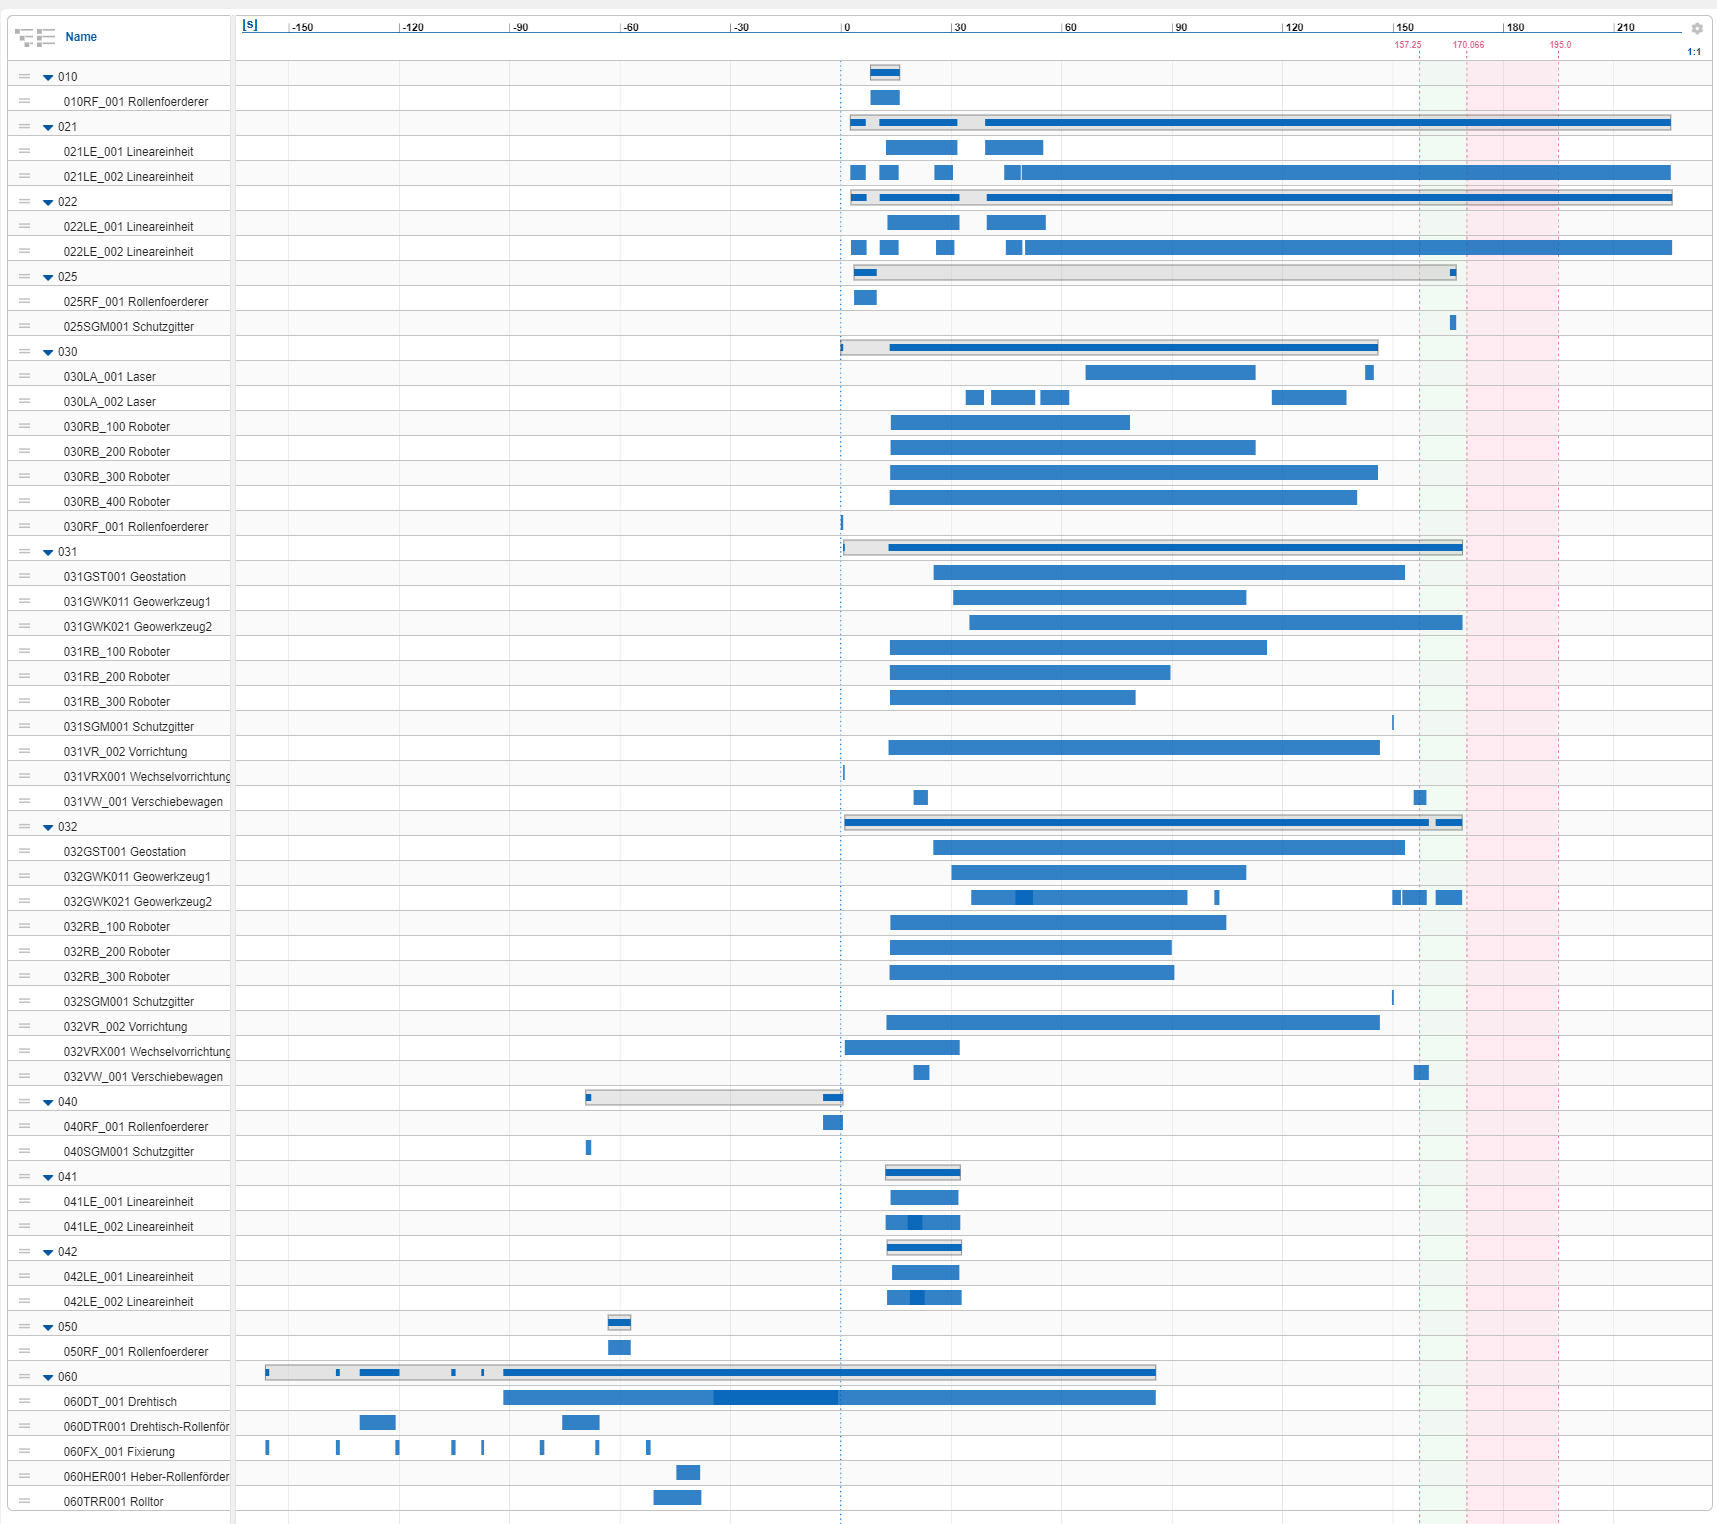 [s]
-150 -120 -90 -60 -30 0 30 60 90 120 150 180 210
Name
157.25 170.066 195.0
1:1
010
010RF_001 Rollenfoerderer
021
021LE_001 Lineareinheit
021LE_002 Lineareinheit
022
022LE_001 Lineareinheit
022LE_002 Lineareinheit
025
025RF_001 Rollenfoerderer
025SGM001 Schutzgitter
030
030LA_001 Laser
030LA_002 Laser
030RB_100 Roboter
030RB_200 Roboter
030RB_300 Roboter
030RB_400 Roboter
030RF_001 Rollenfoerderer
031
031GST001 Geostation
031GWK011 Geowerkzeug1
031GWK021 Geowerkzeug2
031RB_100 Roboter
031RB_200 Roboter
031RB_300 Roboter
031SGM001 Schutzgitter
031VR_002 Vorrichtung
031VRX001 Wechselvorrichtung
031VW_001 Verschiebewagen
032
032GST001 Geostation
032GWK011 Geowerkzeug1
032GWK021 Geowerkzeug2
032RB_100 Roboter
032RB_200 Roboter
032RB_300 Roboter
032SGM001 Schutzgitter
032VR_002 Vorrichtung
032VRX001 Wechselvorrichtung
032VW_001 Verschiebewagen
040
040RF_001 Rollenfoerderer
040SGM001 Schutzgitter
041
041LE_001 Lineareinheit
041LE_002 Lineareinheit
042
042LE_001 Lineareinheit
042LE_002 Lineareinheit
050
050RF_001 Rollenfoerderer
060
060DT_001 Drehtisch
060DTR001 Drehtisch-Rollenför
060FX_001 Fixierung
060HER001 Heber-Rollenförder
060TRR001 Rolltor